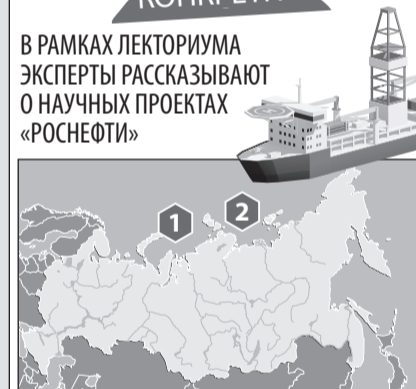 В РАМКАХ ЛЕКТОРИУМА
ЭКСПЕРТЫ РАССКАЗЫВАЮТ
О НАУЧНЫХ ПРОЕКТАХ
«РОСНЕФТИ»
1
2